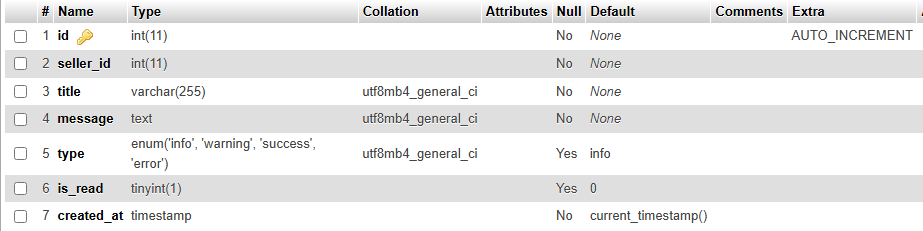 # Name Type Collation Attributes Null Default Comments Extra
1 id int(11) No None AUTO_INCREMENT
2 seller_id int(11) No None
3 title varchar(255) utf8mb4_general_ci No None
4 message text utf8mb4_general_ci No None
5 type enum('info', 'warning', 'success', 'error') utf8mb4_general_ci Yes info
6 is_read tinyint(1) Yes 0
7 created_at timestamp No current_timestamp()